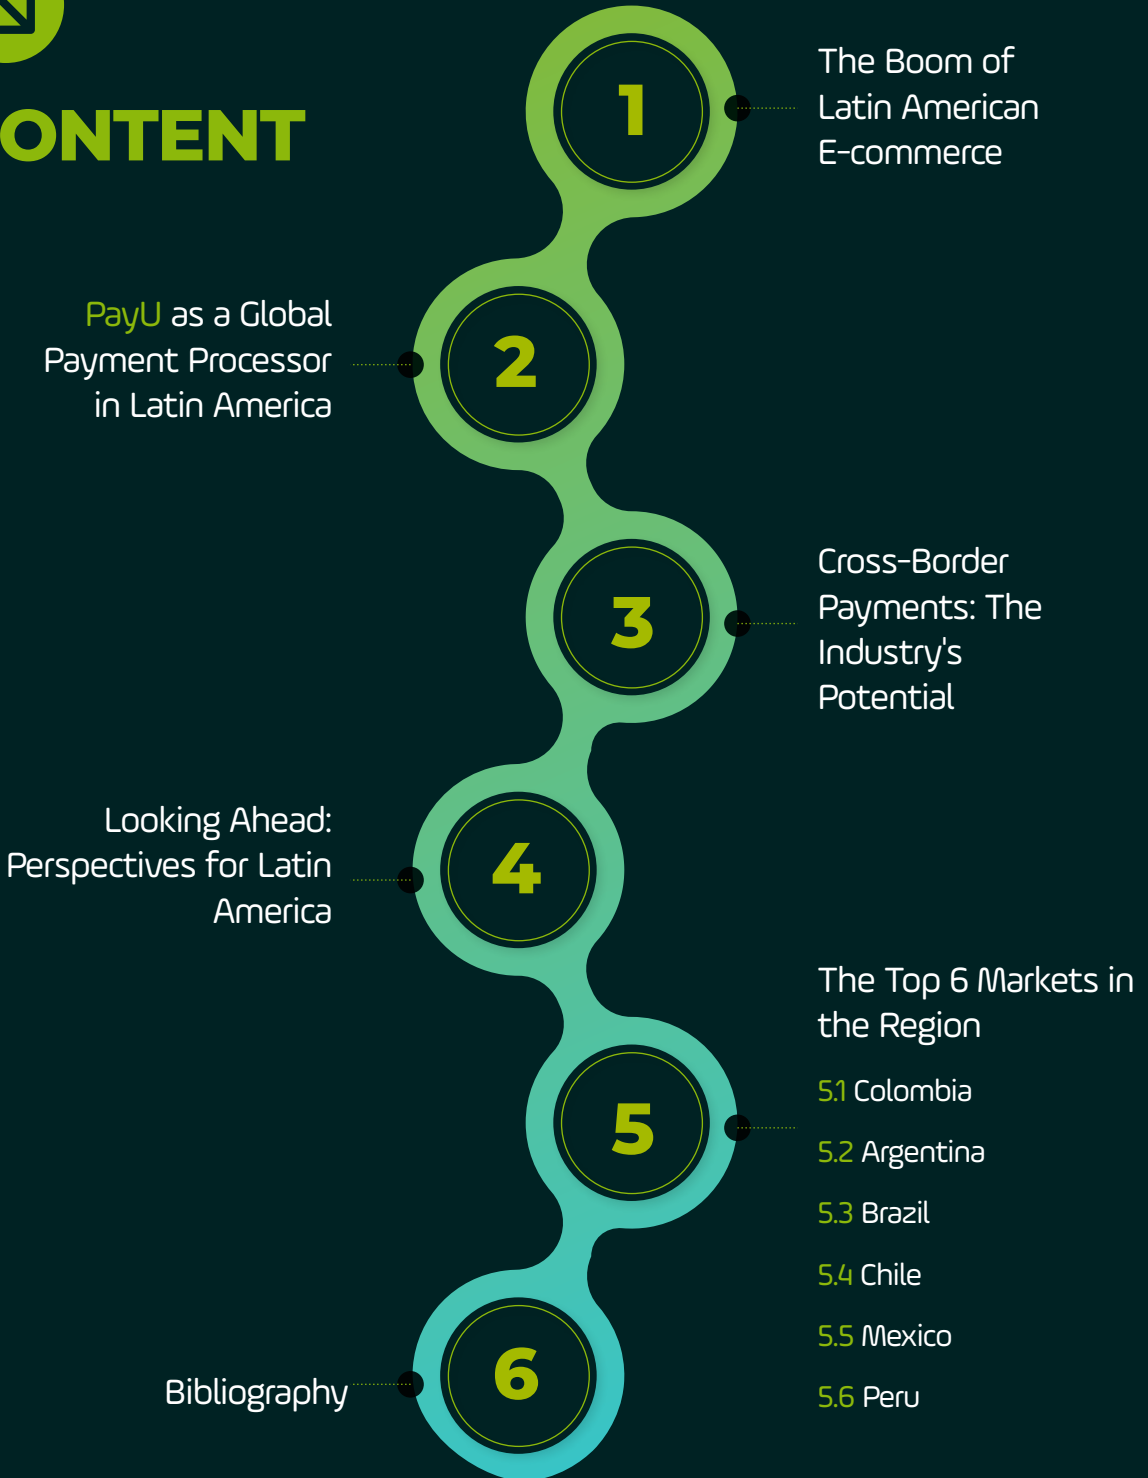 ONTENT
1
The Boom of
Latin American
E-commerce
2
PayU as a Global
Payment Processor
in Latin America
3
Cross-Border
Payments: The
Industry's
Potential
4
Looking Ahead:
Perspectives for Latin
America
5
The Top 6 Markets in
the Region
5.1 Colombia
5.2 Argentina
5.3 Brazil
5.4 Chile
5.5 Mexico
5.6 Peru
6
Bibliography